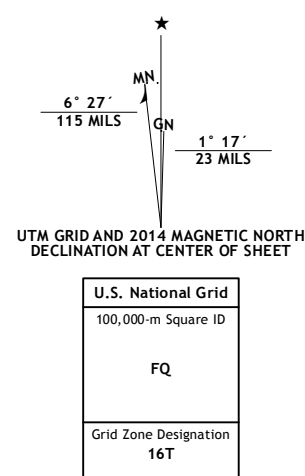 ★
MN.
6° 27´
115 MILS
GN
1° 17´
23 MILS
UTM GRID AND 2014 MAGNETIC NORTH
DECLINATION AT CENTER OF SHEET
U.S. National Grid
100,000-m Square ID
FQ
Grid Zone Designation
16T